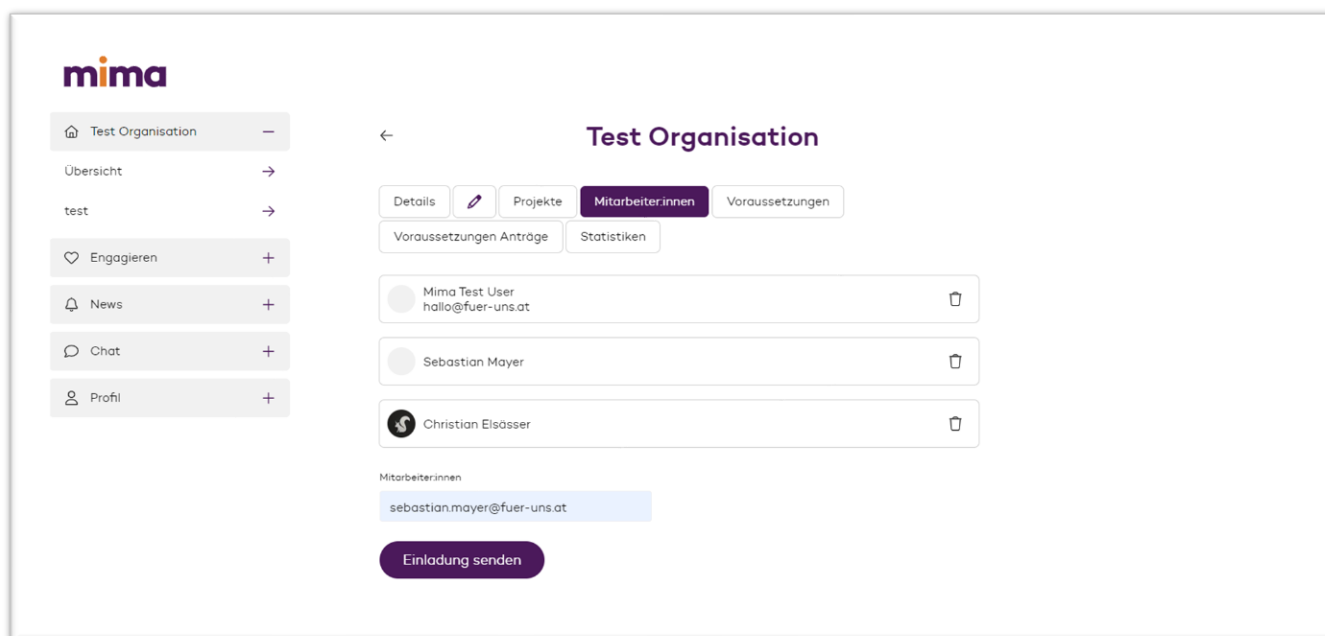 mima
Test Organisation
Übersicht
test
Engagieren
News
Chat
Profil
Test Organisation
Details
Projekte
Mitarbeiter:innen
Voraussetzungen
Voraussetzungen Anträge
Statistiken
Mima Test User
hallo@fuer-uns.at
Sebastian Mayer
Christian Elsässer
Mitarbeiter:innen
sebastian.mayer@fuer-uns.at
Einladung senden